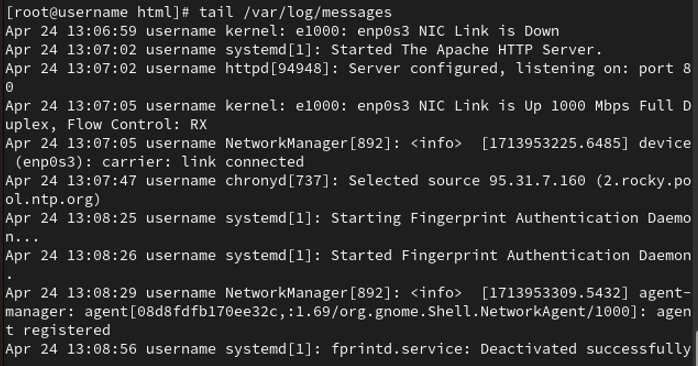 [root@username html]# tail /var/log/messages
Apr 24 13:06:59 username kernel: e1000: enp0s3 NIC Link is Down
Apr 24 13:07:02 username systemd[1]: Started The Apache HTTP Server.
Apr 24 13:07:02 username httpd[94948]: Server configured, listening on: port 8
0
Apr 24 13:07:05 username kernel: e1000: enp0s3 NIC Link is Up 1000 Mbps Full D
uplex, Flow Control: RX
Apr 24 13:07:05 username NetworkManager[892]: <info>  [1713953225.6485] device
 (enp0s3): carrier: link connected
Apr 24 13:07:47 username chronyd[737]: Selected source 95.31.7.160 (2.rocky.po
ol.ntp.org)
Apr 24 13:08:25 username systemd[1]: Starting Fingerprint Authentication Daemo
n...
Apr 24 13:08:26 username systemd[1]: Started Fingerprint Authentication Daemon
.
Apr 24 13:08:29 username NetworkManager[892]: <info>  [1713953309.5432] agent-
manager: agent[08d8fdfb170ee32c,:1.69/org.gnome.Shell.NetworkAgent/1000]: agen
t registered
Apr 24 13:08:56 username systemd[1]: fprintd.service: Deactivated successfully